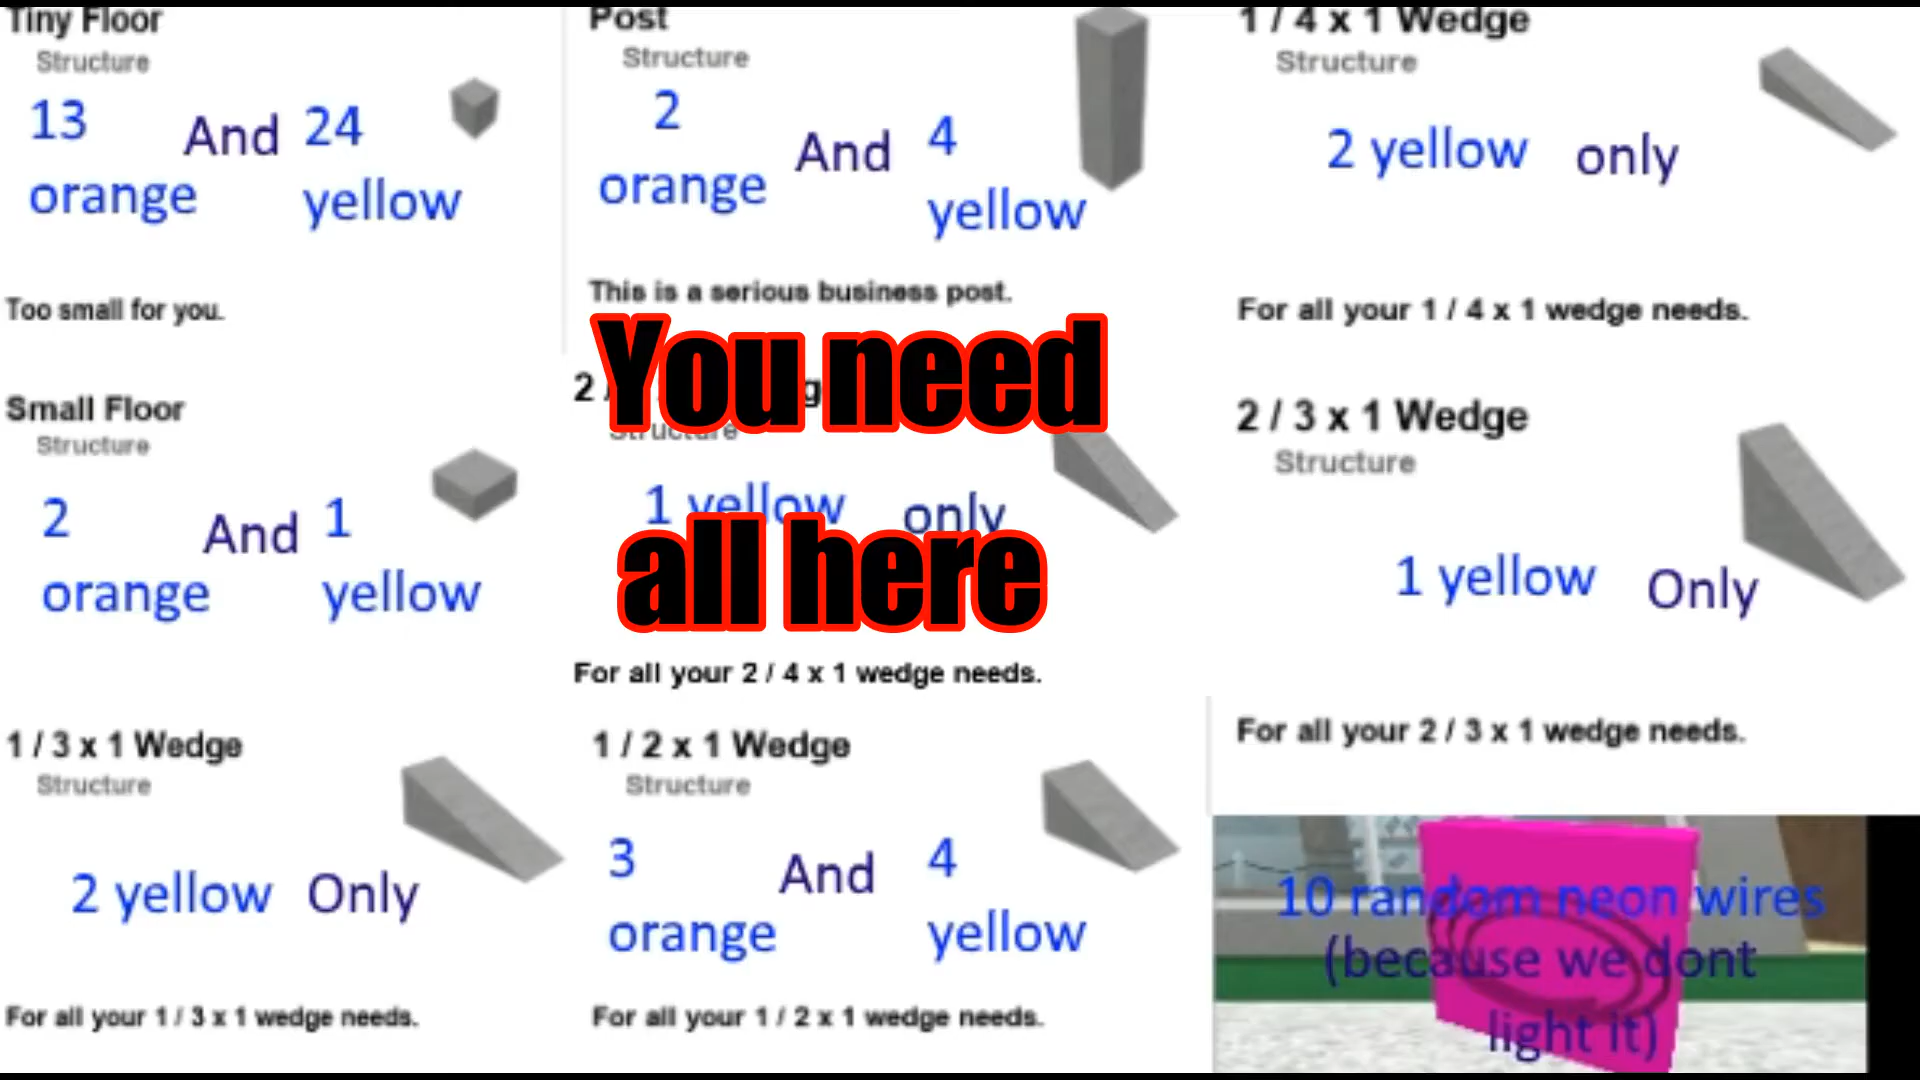 Tiny Floor
Structure
13
orange
And
24
yellow
Too small for you.
Post
Structure
2
orange
And
4
yellow
This is a serious business post.
1 / 4 x 1 Wedge
Structure
2 yellow only
For all your 1 / 4 x 1 wedge needs.
You need
all here
Small Floor
Structure
2
orange
And
1
yellow
2 /
Structure
1 yellow only
For all your 2 / 4 x 1 wedge needs.
2 / 3 x 1 Wedge
Structure
1 yellow Only
For all your 2 / 3 x 1 wedge needs.
1 / 3 x 1 Wedge
Structure
2 yellow Only
For all your 1 / 3 x 1 wedge needs.
1 / 2 x 1 Wedge
Structure
3
orange
And
4
yellow
For all your 1 / 2 x 1 wedge needs.
10 random neon wires
(because we dont
light it)